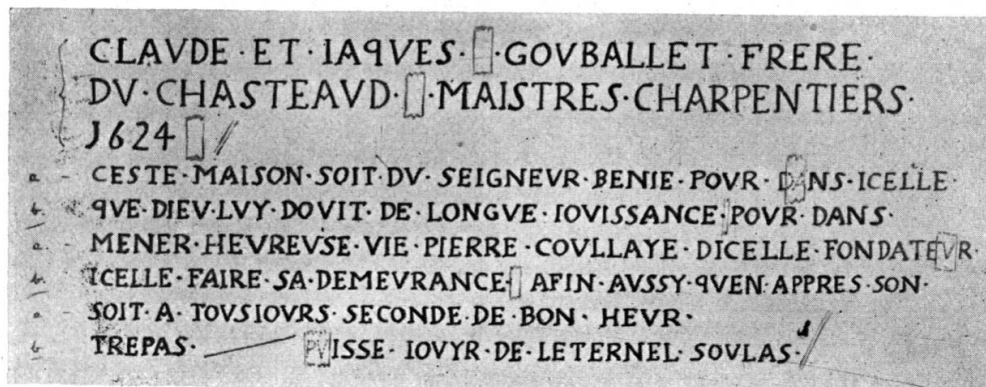 CLAVDE · ET · IAQVES · GOVBALLET FRERE ·
DV · CHASTEAVD · MAISTRES · CHARPENTIERS ·
J624
a - CESTE · MAISON · SOIT · DV · SEIGNEVR · BENIE · POVR · DANS · ICELLE ·
b - QVE · DIEV · LVY · DOVIT · DE · LONGVE · IOVISSANCE · POVR · DANS ·
a - MENER · HEVREVSE · VIE · PIERRE · COVLLAYE · DICELLE · FONDATEVR ·
b - ICELLE · FAIRE · SA · DEMEVRANCE · AFIN · AVSSY · QVEN · APPRES · SON ·
a - SOIT · A · TOVSIOVRS · SECONDE · DE · BON · HEVR ·
b TREPAS · PVISSE · IOVYR · DE · LETERNEL · SOVLAS ·